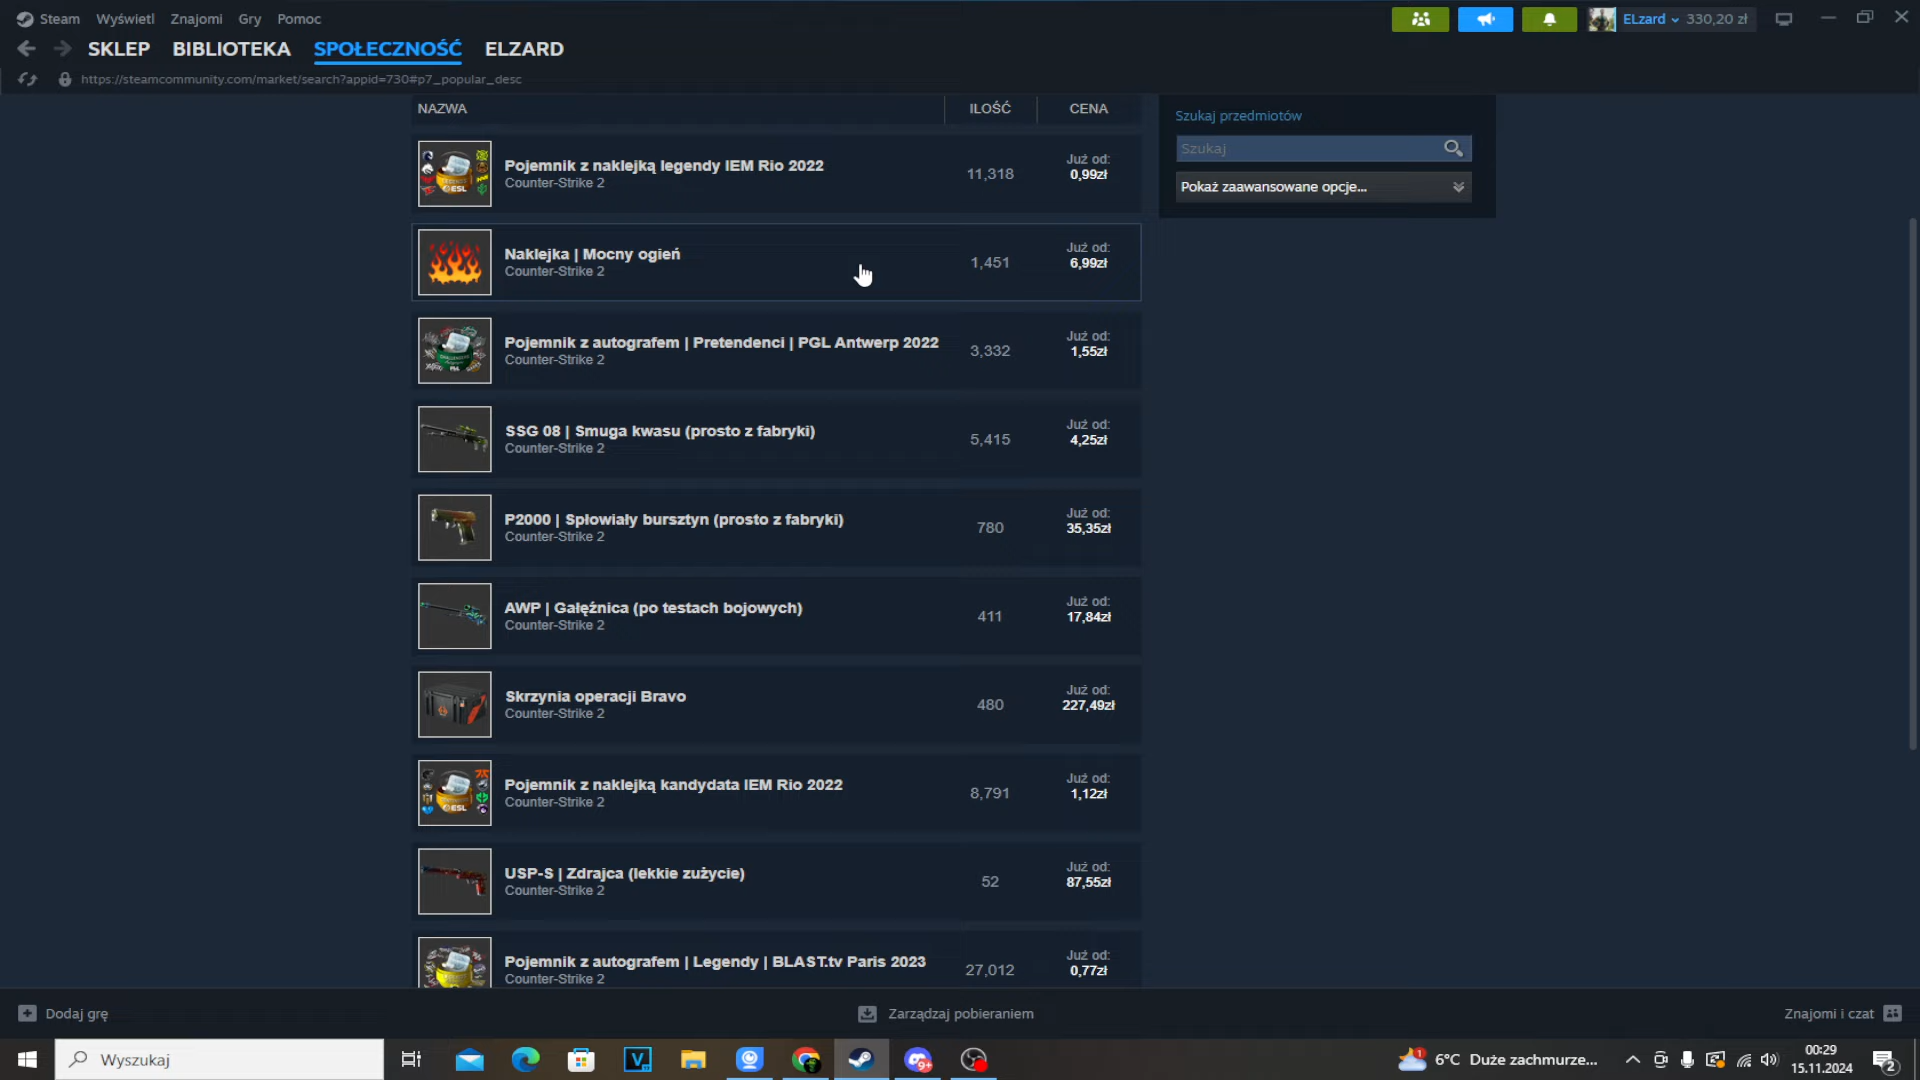 Steam Wyświetl Znajomi Gry Pomoc
ELzard 330,20 zł
SKLEP BIBLIOTEKA SPOŁECZNOŚĆ ELZARD
https://steamcommunity.com/market/search?appid=730#p7_popular_desc
NAZWA ILOŚĆ CENA
Szukaj przedmiotów
Szukaj
Pokaż zaawansowane opcje...
Pojemnik z naklejką legendy IEM Rio 2022
Counter-Strike 2
11,318
Już od:
0,99zł
Naklejka | Mocny ogień
Counter-Strike 2
1,451
Już od:
6,99zł
Pojemnik z autografem | Pretendenci | PGL Antwerp 2022
Counter-Strike 2
3,332
Już od:
1,55zł
SSG 08 | Smuga kwasu (prosto z fabryki)
Counter-Strike 2
5,415
Już od:
4,25zł
P2000 | Spłowiały bursztyn (prosto z fabryki)
Counter-Strike 2
780
Już od:
35,35zł
AWP | Gałęźnica (po testach bojowych)
Counter-Strike 2
411
Już od:
17,84zł
Skrzynia operacji Bravo
Counter-Strike 2
480
Już od:
227,49zł
Pojemnik z naklejką kandydata IEM Rio 2022
Counter-Strike 2
8,791
Już od:
1,12zł
USP-S | Zdrajca (lekkie zużycie)
Counter-Strike 2
52
Już od:
87,55zł
Pojemnik z autografem | Legendy | BLAST.tv Paris 2023
Counter-Strike 2
27,012
Już od:
0,77zł
Dodaj grę
Zarządzaj pobieraniem
Znajomi i czat
Wyszukaj
6°C Duże zachmurze...
00:29
15.11.2024
2